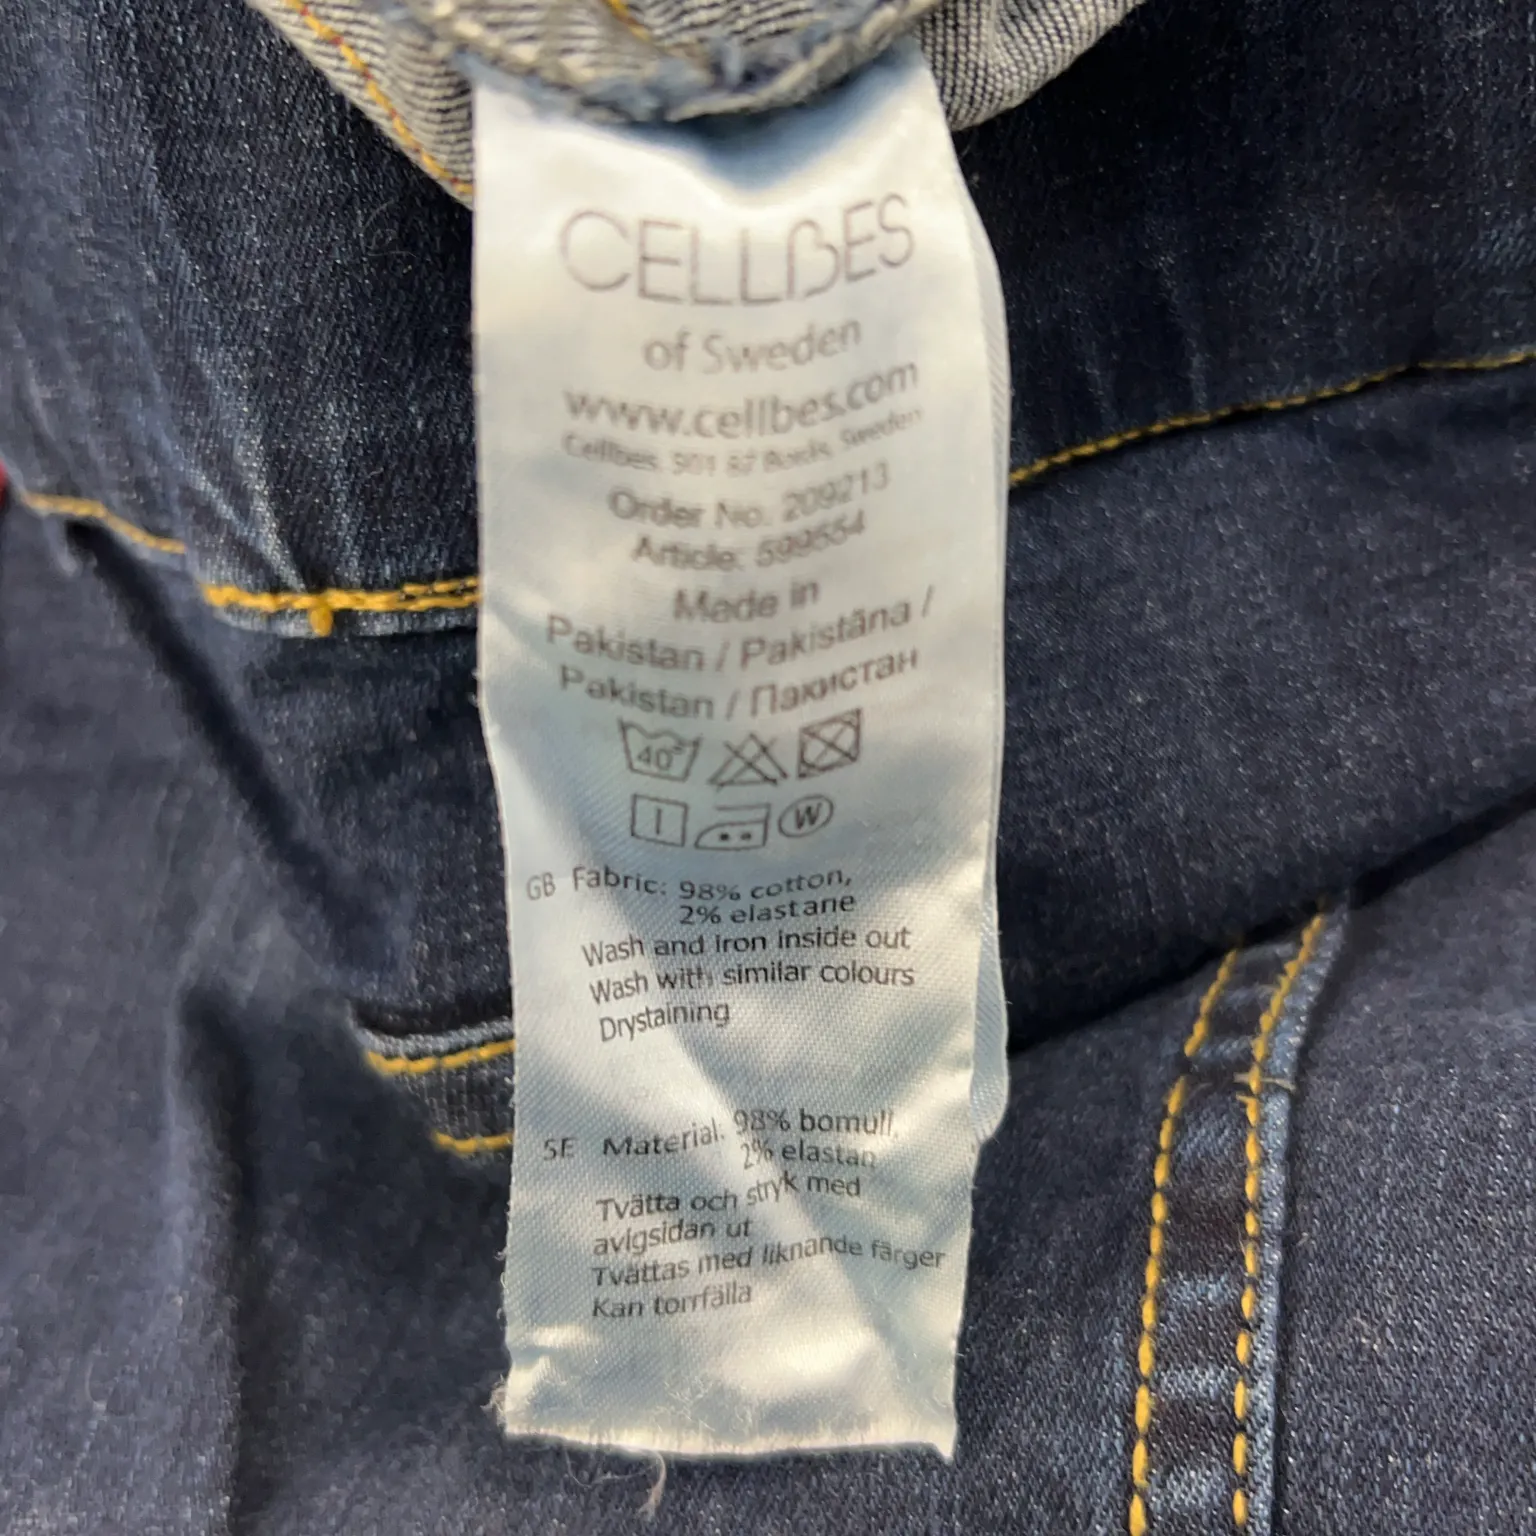 CELLBES
of Sweden
www.cellbes.com
Cellbes, 501 87 Borås, Sweden
Order No. 209213
Article: 599554
Made in
Pakistan / Pakistāna /
Pakistan / Пакистан
40°
W
GB Fabric: 98% cotton,
2% elastane
Wash and iron inside out
Wash with similar colours
Drystaining
SE Material: 98% bomull,
2% elastan
Tvätta och stryk med
avigsidan ut
Tvättas med liknande färger
Kan torrfälla